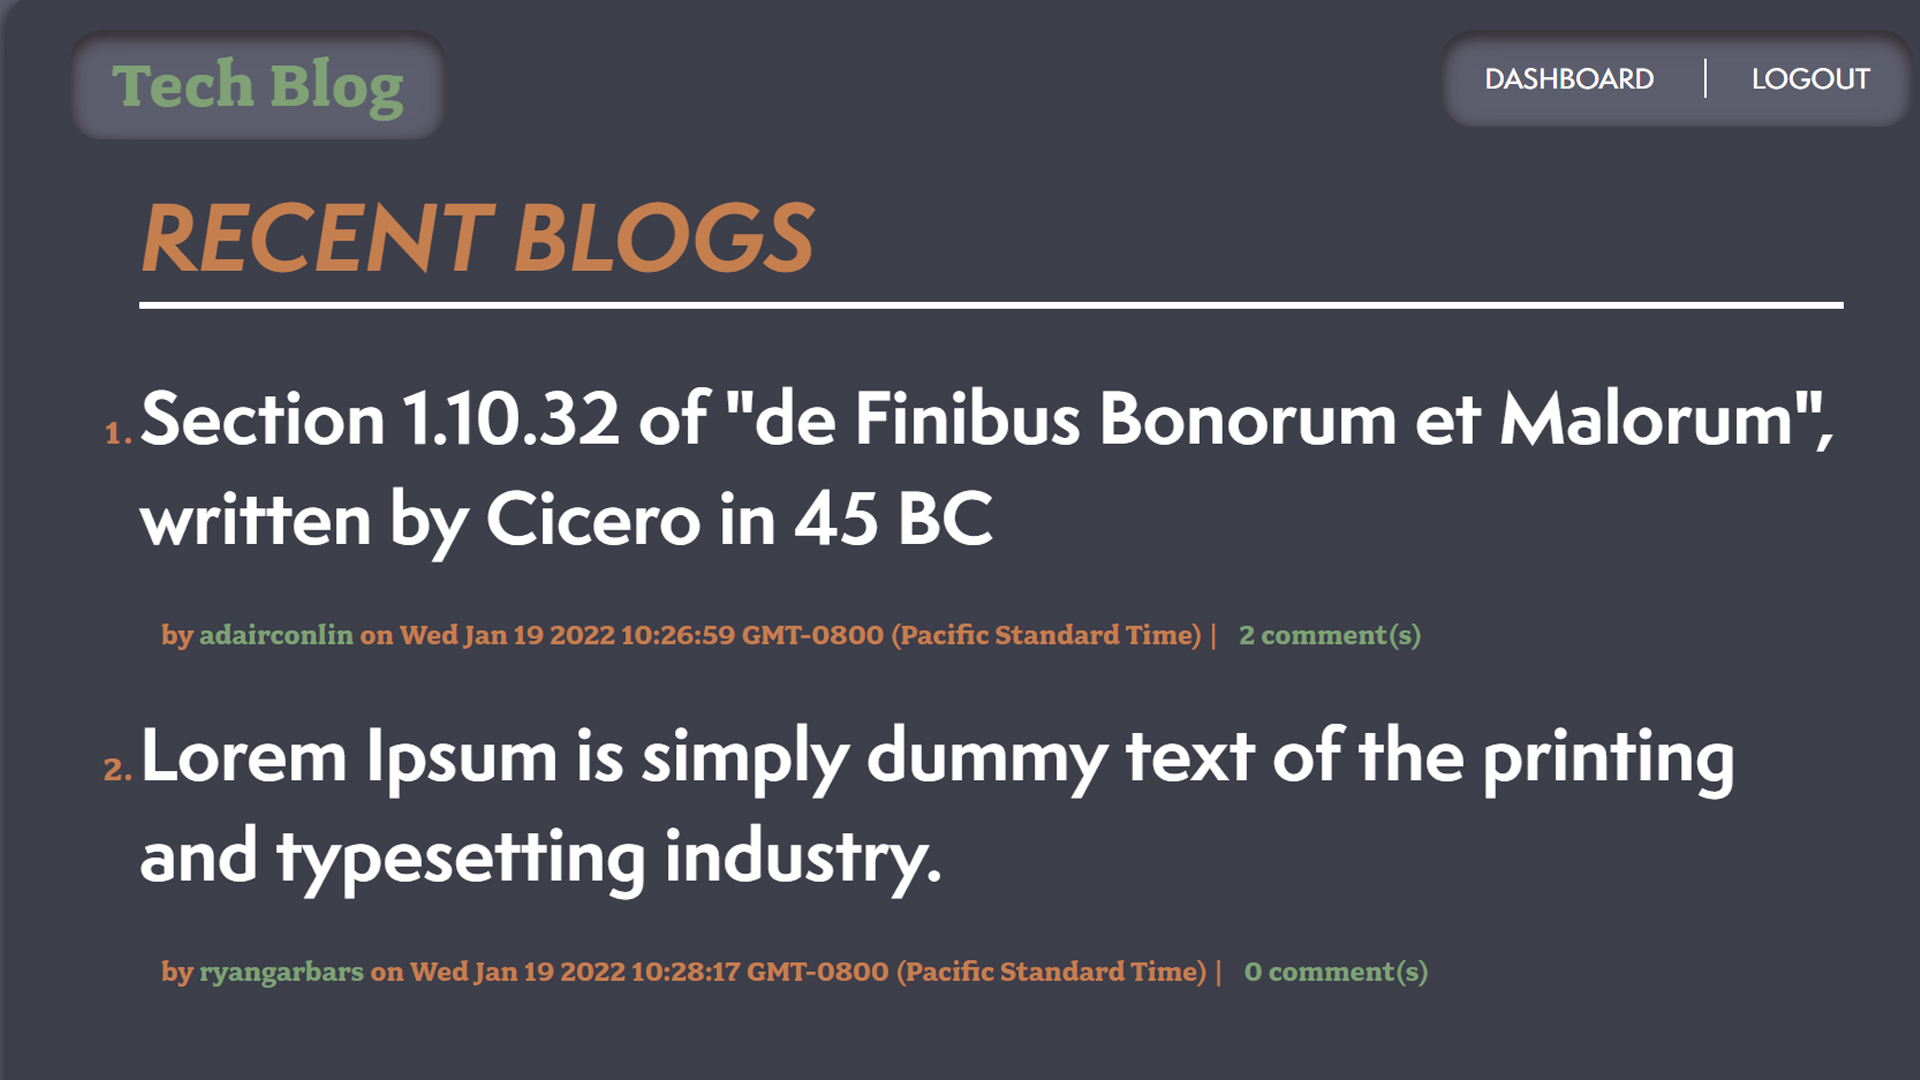 Tech Blog
DASHBOARD | LOGOUT
RECENT BLOGS
1. Section 1.10.32 of "de Finibus Bonorum et Malorum",
written by Cicero in 45 BC
by adairconlin on Wed Jan 19 2022 10:26:59 GMT-0800 (Pacific Standard Time) | 2 comment(s)
2. Lorem Ipsum is simply dummy text of the printing
and typesetting industry.
by ryangarbars on Wed Jan 19 2022 10:28:17 GMT-0800 (Pacific Standard Time) | 0 comment(s)